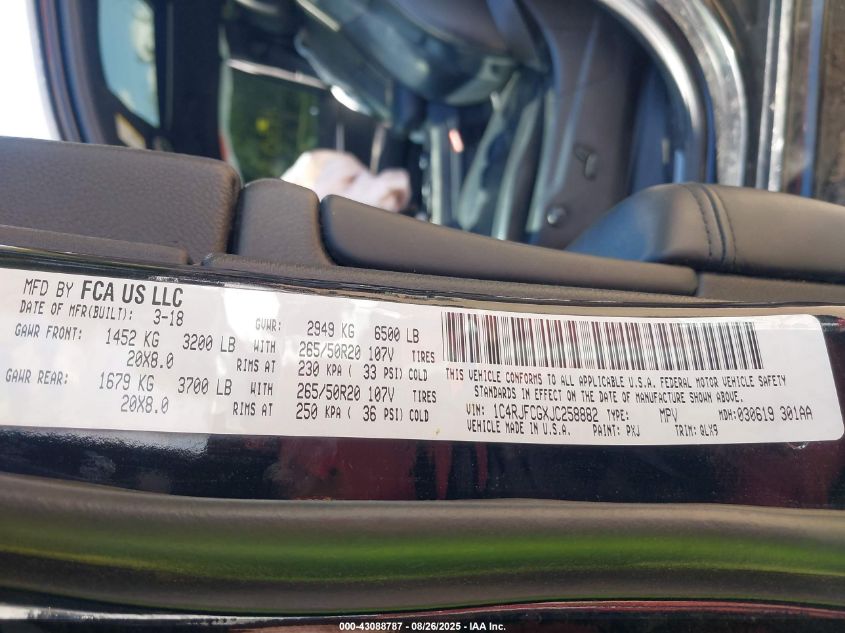 MFD BY FCA US LLC
DATE OF MFR(BUILT): 3-18 GVWR: 2949 KG 6500 LB
GAWR FRONT: 1452 KG 3200 LB WITH 265/50R20 107V TIRES
20X8.0 RIMS AT 230 KPA ( 33 PSI) COLD
GAWR REAR: 1679 KG 3700 LB WITH 265/50R20 107V TIRES
20X8.0 RIMS AT 250 KPA ( 36 PSI) COLD
THIS VEHICLE CONFORMS TO ALL APPLICABLE U.S.A. FEDERAL MOTOR VEHICLE SAFETY
STANDARDS IN EFFECT ON THE DATE OF MANUFACTURE SHOWN ABOVE.
VIN: 1C4RJFCGXJC258882 TYPE: MPV MDH: 030619 301AA
VEHICLE MADE IN U.S.A. PAINT: PXJ TRIM: QLX9
000-43088787 - 08/26/2025 - IAA Inc.